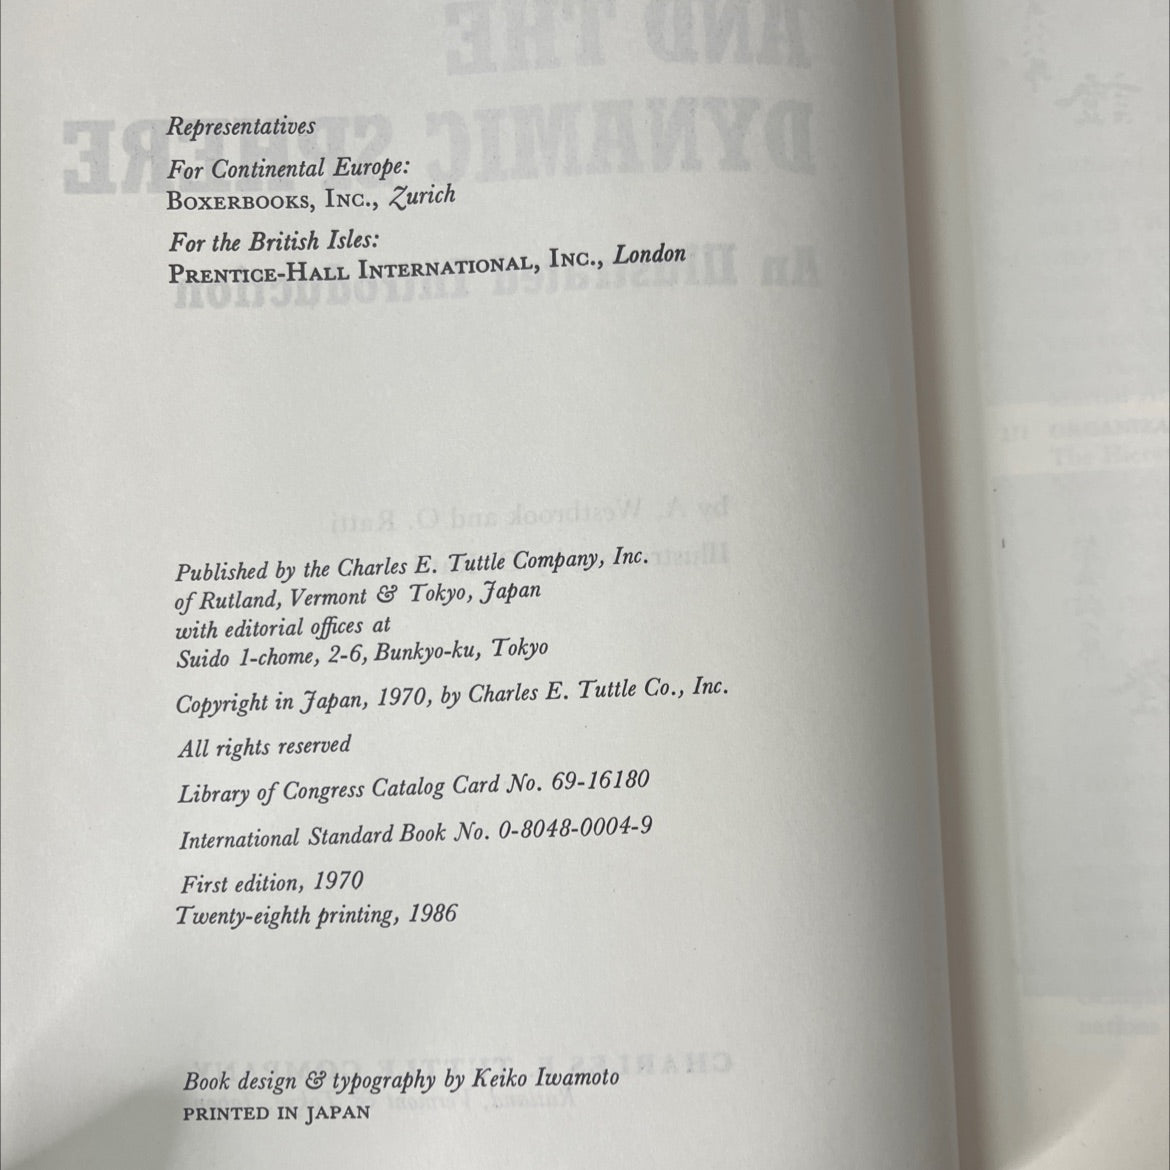 Representatives
For Continental Europe:
BOXERBOOKS, INC., Zurich
For the British Isles:
PRENTICE-HALL INTERNATIONAL, INC., London
Published by the Charles E. Tuttle Company, Inc.
of Rutland, Vermont & Tokyo, Japan
with editorial offices at
Suido 1-chome, 2-6, Bunkyo-ku, Tokyo
Copyright in Japan, 1970, by Charles E. Tuttle Co., Inc.
All rights reserved
Library of Congress Catalog Card No. 69-16180
International Standard Book No. 0-8048-0004-9
First edition, 1970
Twenty-eighth printing, 1986
Book design & typography by Keiko Iwamoto
PRINTED IN JAPAN